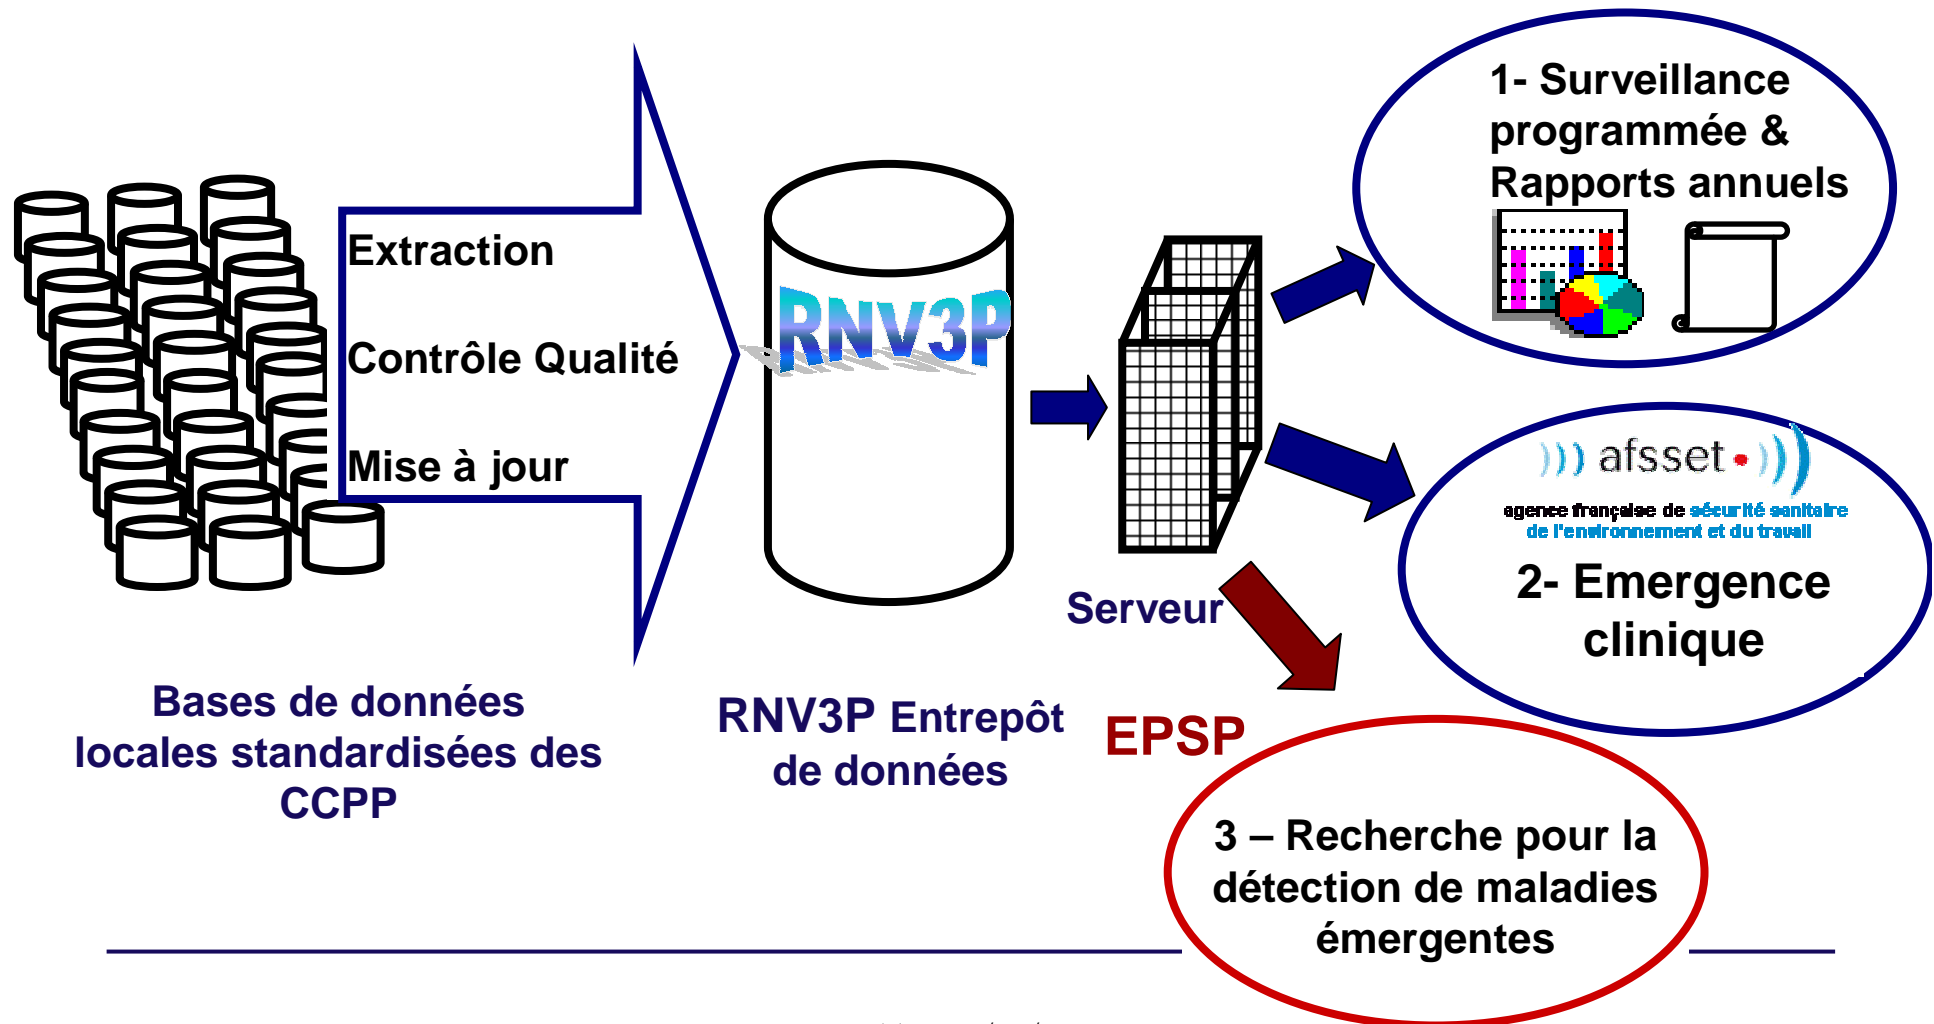 Extraction
Contrôle Qualité
Mise à jour
Bases de données
locales standardisées des
CCPP
RNV3P
RNV3P Entrepôt
de données
Serveur
1- Surveillance
programmée &
Rapports annuels
afsset
agence française de sécurité sanitaire
de l'environnement et du travail
2- Emergence
clinique
EPSP
3 – Recherche pour la
détection de maladies
émergentes